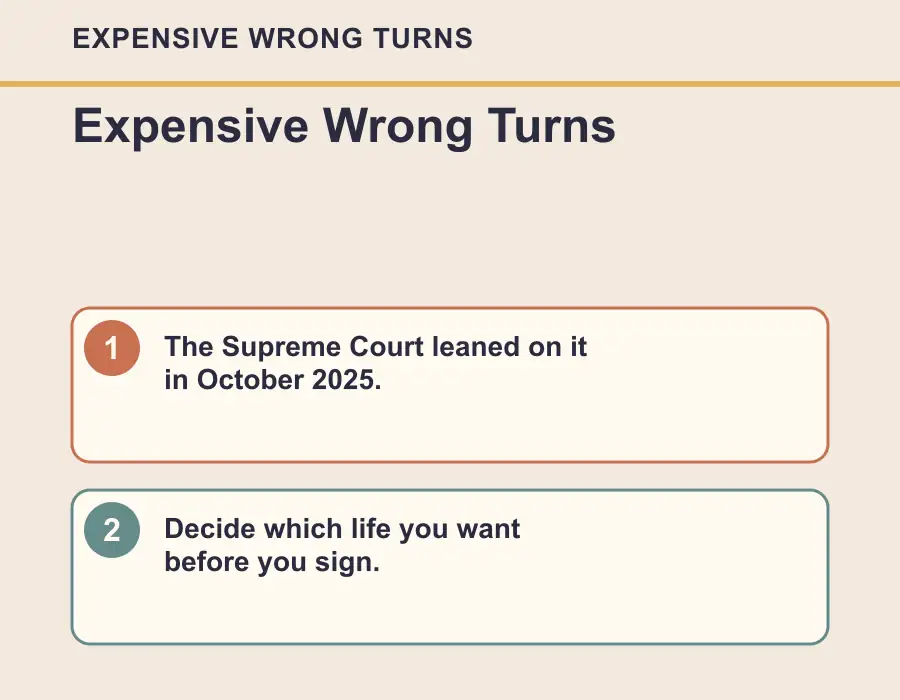 EXPENSIVE WRONG TURNS
Expensive Wrong Turns
1
The Supreme Court leaned on it
in October 2025.
2
Decide which life you want
before you sign.